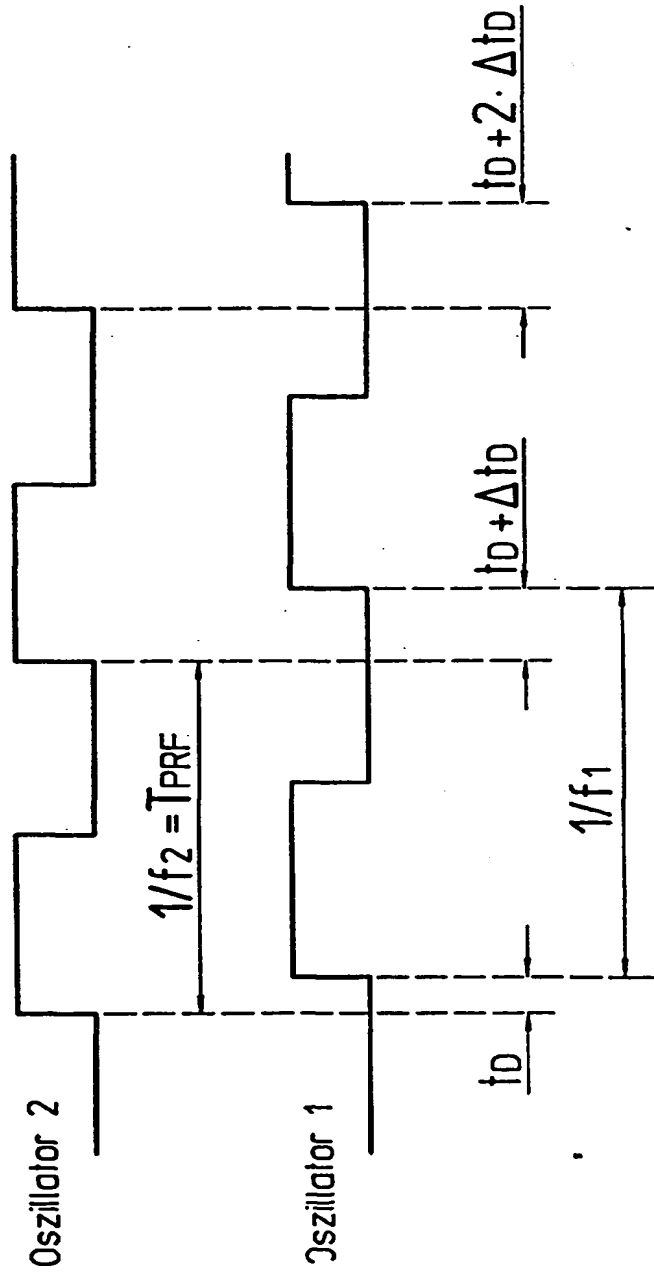 Oszillator 2
1/f2 = TPRF
Oszillator 1
tD
tD + ΔtD
tD + 2 · ΔtD
1/f1